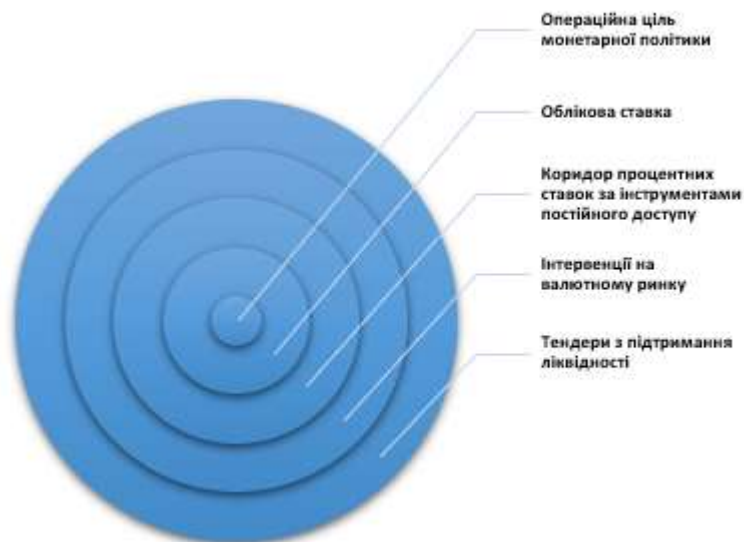 Операційна ціль
монетарної політики
Облікова ставка
Коридор процентних
ставок за інструментами
постійного доступу
Інтервенції на
валютному ринку
Тендери з підтримання
ліквідності